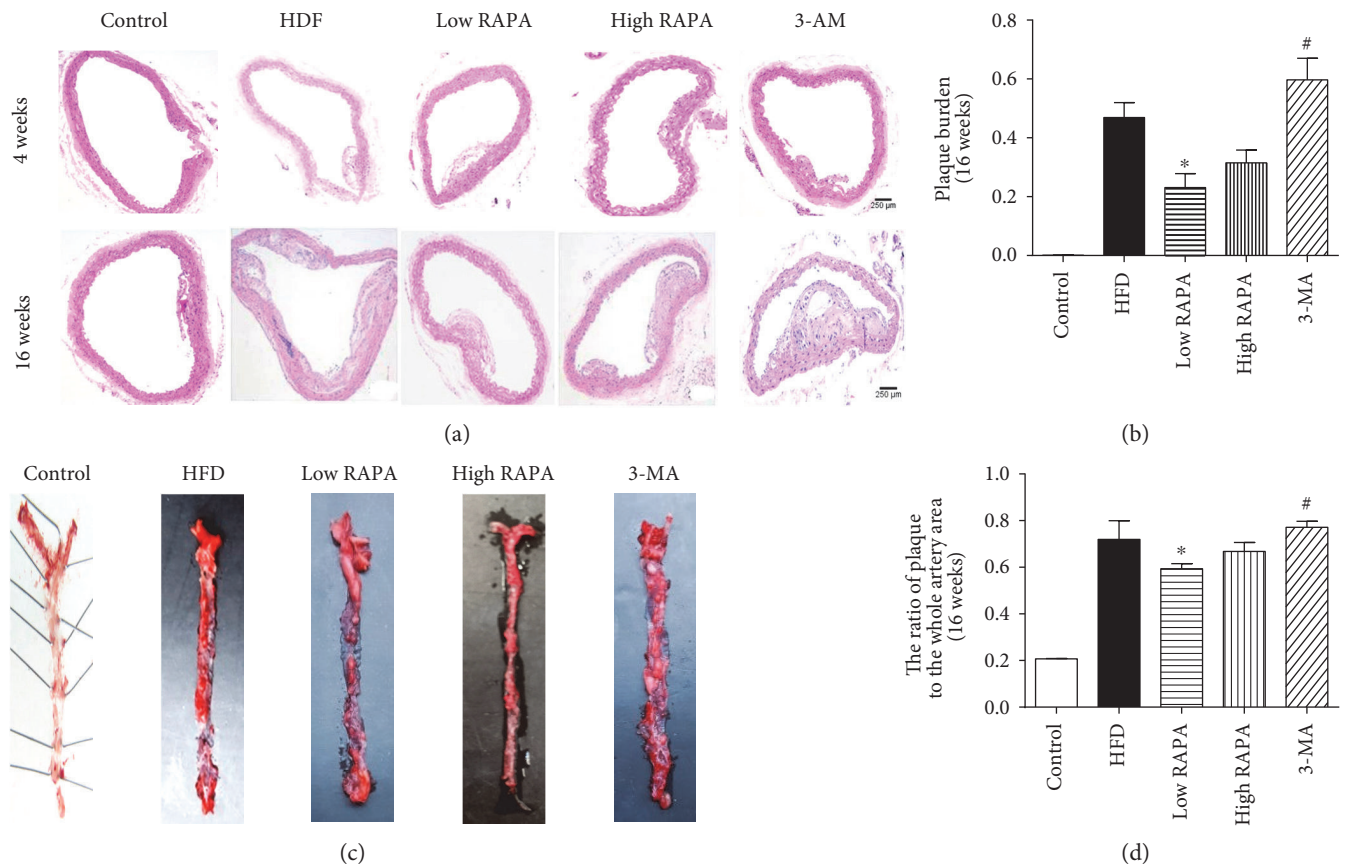 Control HDF Low RAPA High RAPA 3-AM
4 weeks
250 µm
16 weeks
250 µm
(a)
Plaque burden
(16 weeks)
0.8
0.6
0.4
0.2
0.0
* #
Control HFD Low RAPA High RAPA 3-MA
(b)
Control HFD Low RAPA High RAPA 3-MA
(c)
The ratio of plaque
to the whole artery area
(16 weeks)
1.0
0.8
0.6
0.4
0.2
0.0
* #
Control HFD Low RAPA High RAPA 3-MA
(d)